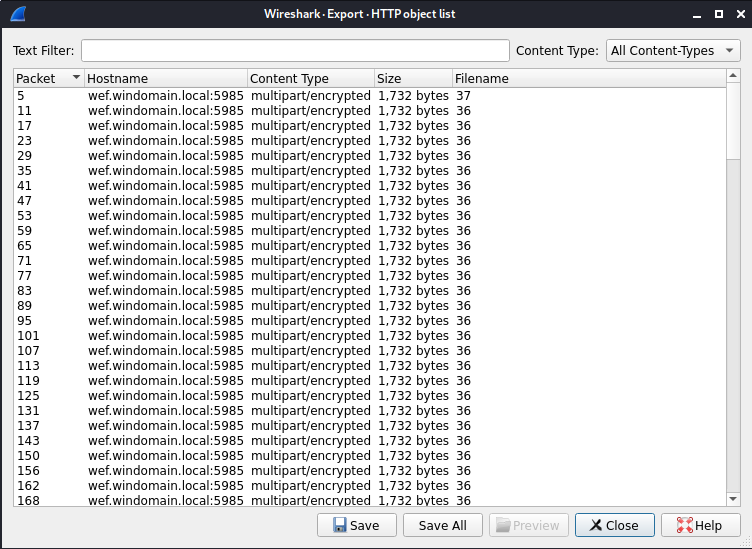 Wireshark · Export · HTTP object list
Text Filter: Content Type: All Content-Types
Packet Hostname Content Type Size Filename
5 wef.windomain.local:5985 multipart/encrypted 1,732 bytes 37
11 wef.windomain.local:5985 multipart/encrypted 1,732 bytes 36
17 wef.windomain.local:5985 multipart/encrypted 1,732 bytes 36
23 wef.windomain.local:5985 multipart/encrypted 1,732 bytes 36
29 wef.windomain.local:5985 multipart/encrypted 1,732 bytes 36
35 wef.windomain.local:5985 multipart/encrypted 1,732 bytes 36
41 wef.windomain.local:5985 multipart/encrypted 1,732 bytes 36
47 wef.windomain.local:5985 multipart/encrypted 1,732 bytes 36
53 wef.windomain.local:5985 multipart/encrypted 1,732 bytes 36
59 wef.windomain.local:5985 multipart/encrypted 1,732 bytes 36
65 wef.windomain.local:5985 multipart/encrypted 1,732 bytes 36
71 wef.windomain.local:5985 multipart/encrypted 1,732 bytes 36
77 wef.windomain.local:5985 multipart/encrypted 1,732 bytes 36
83 wef.windomain.local:5985 multipart/encrypted 1,732 bytes 36
89 wef.windomain.local:5985 multipart/encrypted 1,732 bytes 36
95 wef.windomain.local:5985 multipart/encrypted 1,732 bytes 36
101 wef.windomain.local:5985 multipart/encrypted 1,732 bytes 36
107 wef.windomain.local:5985 multipart/encrypted 1,732 bytes 36
113 wef.windomain.local:5985 multipart/encrypted 1,732 bytes 36
119 wef.windomain.local:5985 multipart/encrypted 1,732 bytes 36
125 wef.windomain.local:5985 multipart/encrypted 1,732 bytes 36
131 wef.windomain.local:5985 multipart/encrypted 1,732 bytes 36
137 wef.windomain.local:5985 multipart/encrypted 1,732 bytes 36
143 wef.windomain.local:5985 multipart/encrypted 1,732 bytes 36
150 wef.windomain.local:5985 multipart/encrypted 1,732 bytes 36
156 wef.windomain.local:5985 multipart/encrypted 1,732 bytes 36
162 wef.windomain.local:5985 multipart/encrypted 1,732 bytes 36
168 wef.windomain.local:5985 multipart/encrypted 1,732 bytes 36
Save Save All Preview Close Help